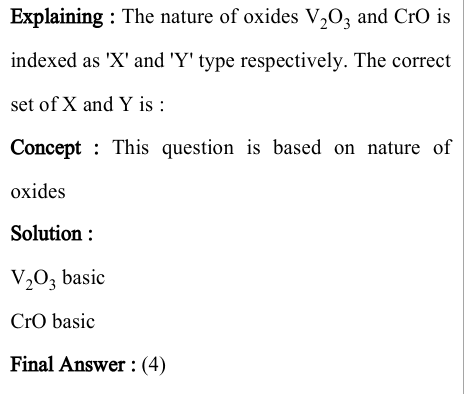 Explaining : The nature of oxides V₂O₃ and CrO is
indexed as 'X' and 'Y' type respectively. The correct
set of X and Y is :
Concept : This question is based on nature of
oxides
Solution :
V₂O₃ basic
CrO basic
Final Answer : (4)